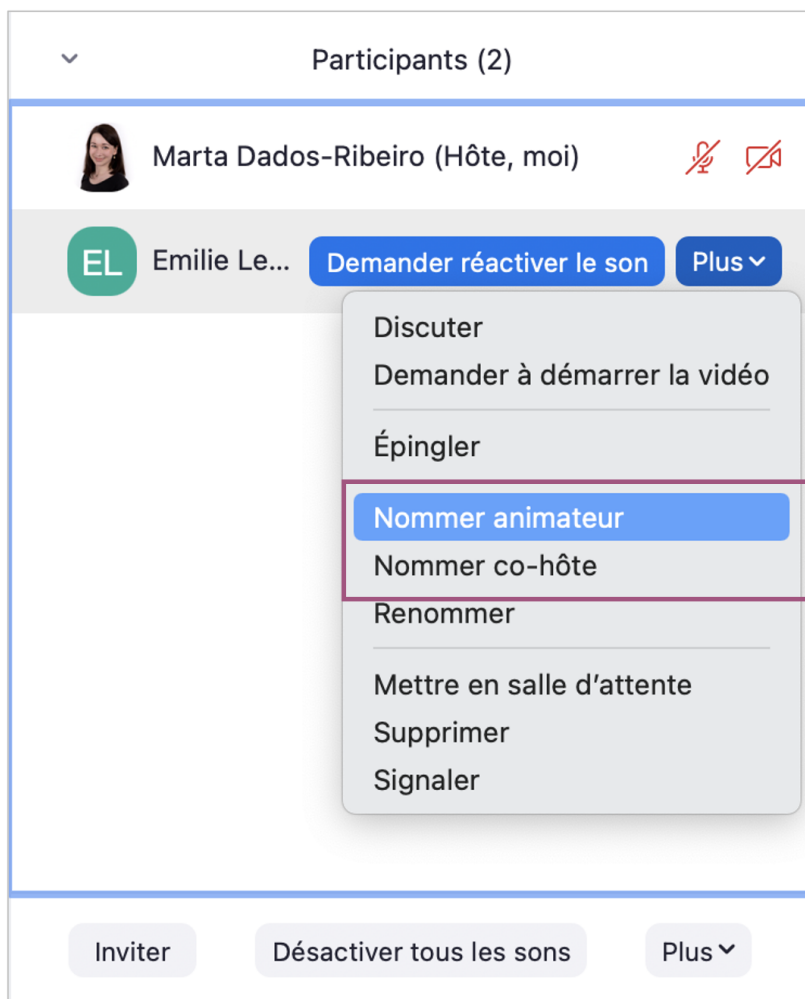 Participants (2)
Marta Dados-Ribeiro (Hôte, moi)
EL Emilie Le... Demander réactiver le son Plus
Discuter
Demander à démarrer la vidéo
Épingler
Nommer animateur
Nommer co-hôte
Renommer
Mettre en salle d’attente
Supprimer
Signaler
Inviter Désactiver tous les sons Plus